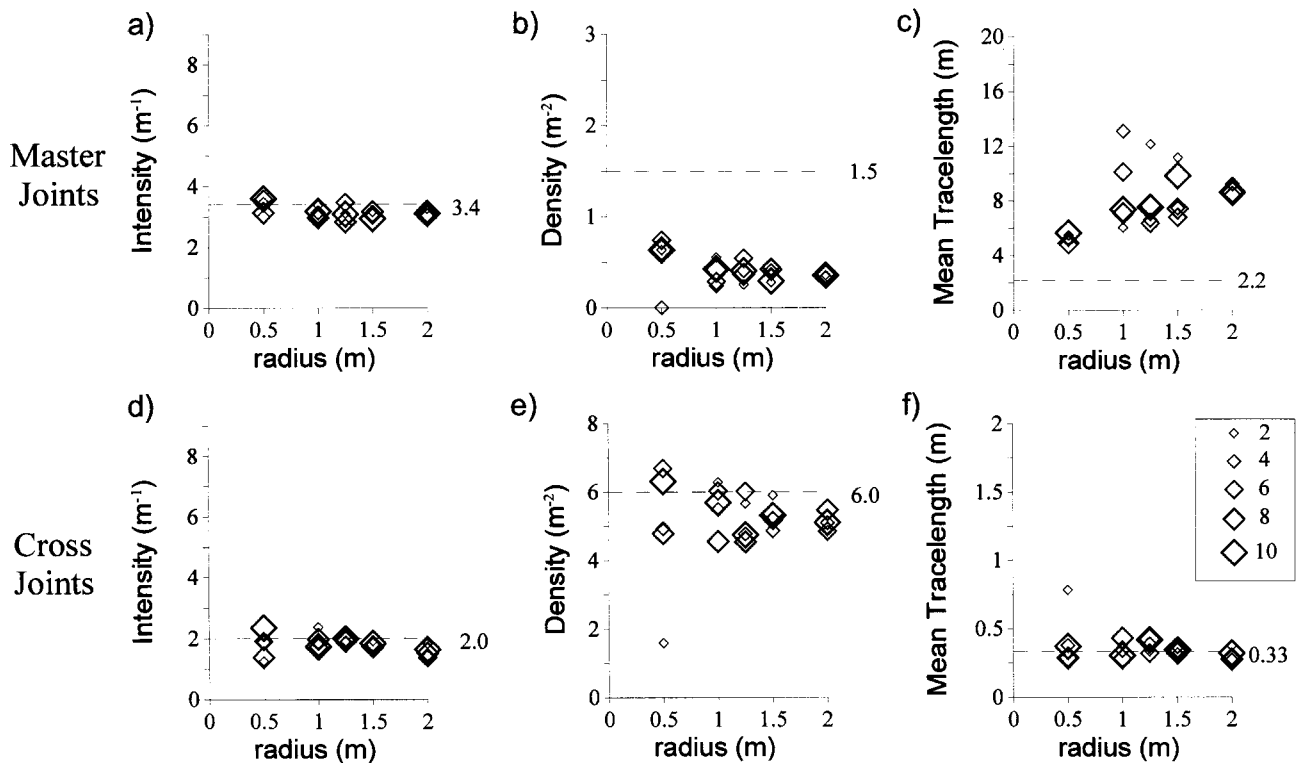 Master
Joints
a)
Intensity (m⁻¹)
8
6
4
2
0
3.4
0 0.5 1 1.5 2
radius (m)
b)
Density (m⁻²)
3
2
1
0
1.5
0 0.5 1 1.5 2
radius (m)
c)
Mean Tracelength (m)
20
16
12
8
4
0
2.2
0 0.5 1 1.5 2
radius (m)
Cross
Joints
d)
Intensity (m⁻¹)
8
6
4
2
0
2.0
0 0.5 1 1.5 2
radius (m)
e)
Density (m⁻²)
8
6
4
2
0
6.0
0 0.5 1 1.5 2
radius (m)
f)
Mean Tracelength (m)
2
1.5
1
0.5
0
0.33
0 0.5 1 1.5 2
radius (m)
2
4
6
8
10